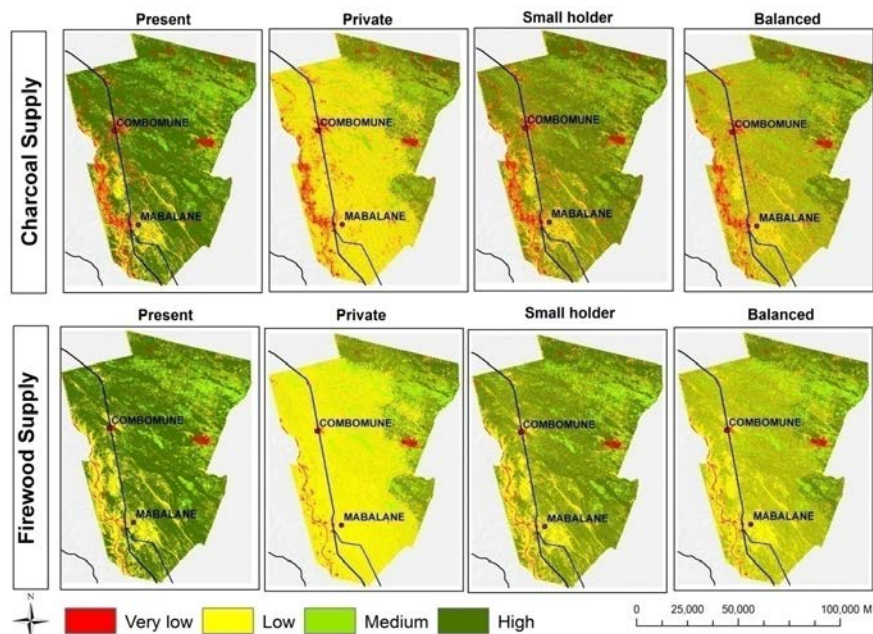 Present Private Small holder Balanced
Charcoal Supply
COMBOMUNE COMBOMUNE COMBOMUNE COMBOMUNE
MABALANE MABALANE MABALANE MABALANE
Present Private Small holder Balanced
Firewood Supply
COMBOMUNE COMBOMUNE COMBOMUNE COMBOMUNE
MABALANE MABALANE MABALANE MABALANE
N
Very low Low Medium High
0 25,000 50,000 100,000 M